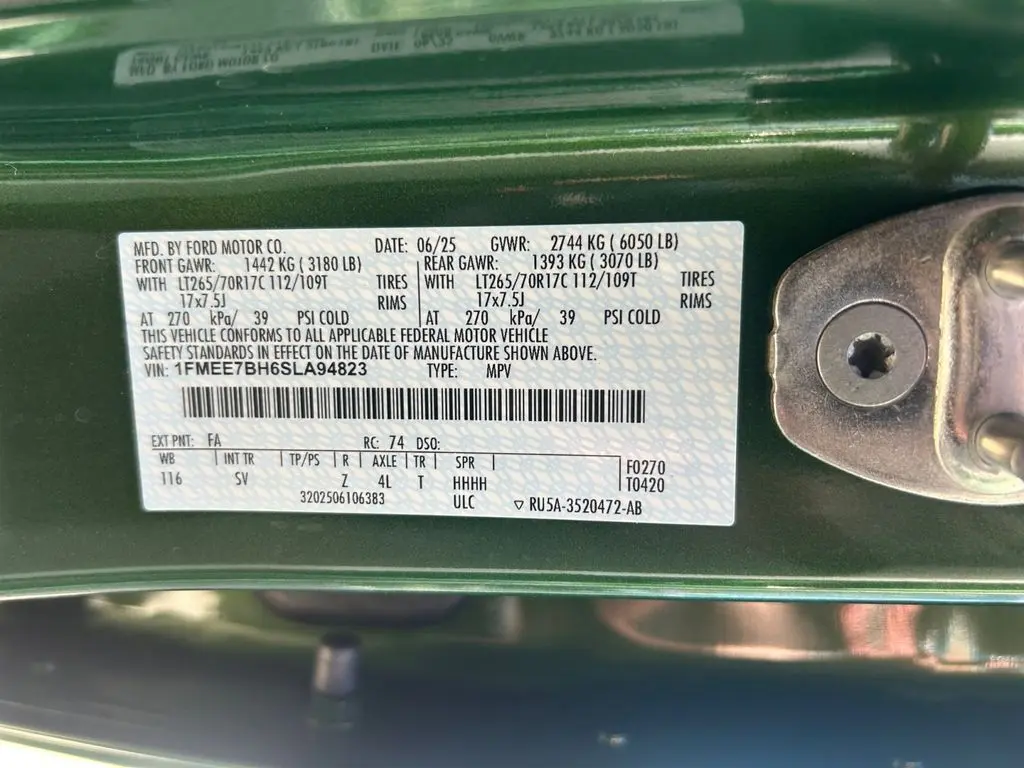 MFD. BY FORD MOTOR CO. DATE: 06/25 GVWR: 2744 KG ( 6050 LB)
FRONT GAWR: 1442 KG ( 3180 LB) REAR GAWR: 1393 KG ( 3070 LB)
WITH LT265/70R17C 112/109T TIRES WITH LT265/70R17C 112/109T TIRES
17x7.5J RIMS 17x7.5J RIMS
AT 270 kPa/ 39 PSI COLD AT 270 kPa/ 39 PSI COLD
THIS VEHICLE CONFORMS TO ALL APPLICABLE FEDERAL MOTOR VEHICLE
SAFETY STANDARDS IN EFFECT ON THE DATE OF MANUFACTURE SHOWN ABOVE.
VIN: 1FMEE7BH6SLA94823 TYPE: MPV
EXT PNT: FA RC: 74 DSO:
WB INT TR TP/PS R AXLE TR SPR F0270
116 SV Z 4L T HHHH T0420
3202506106383 ULC RU5A-3520472-AB